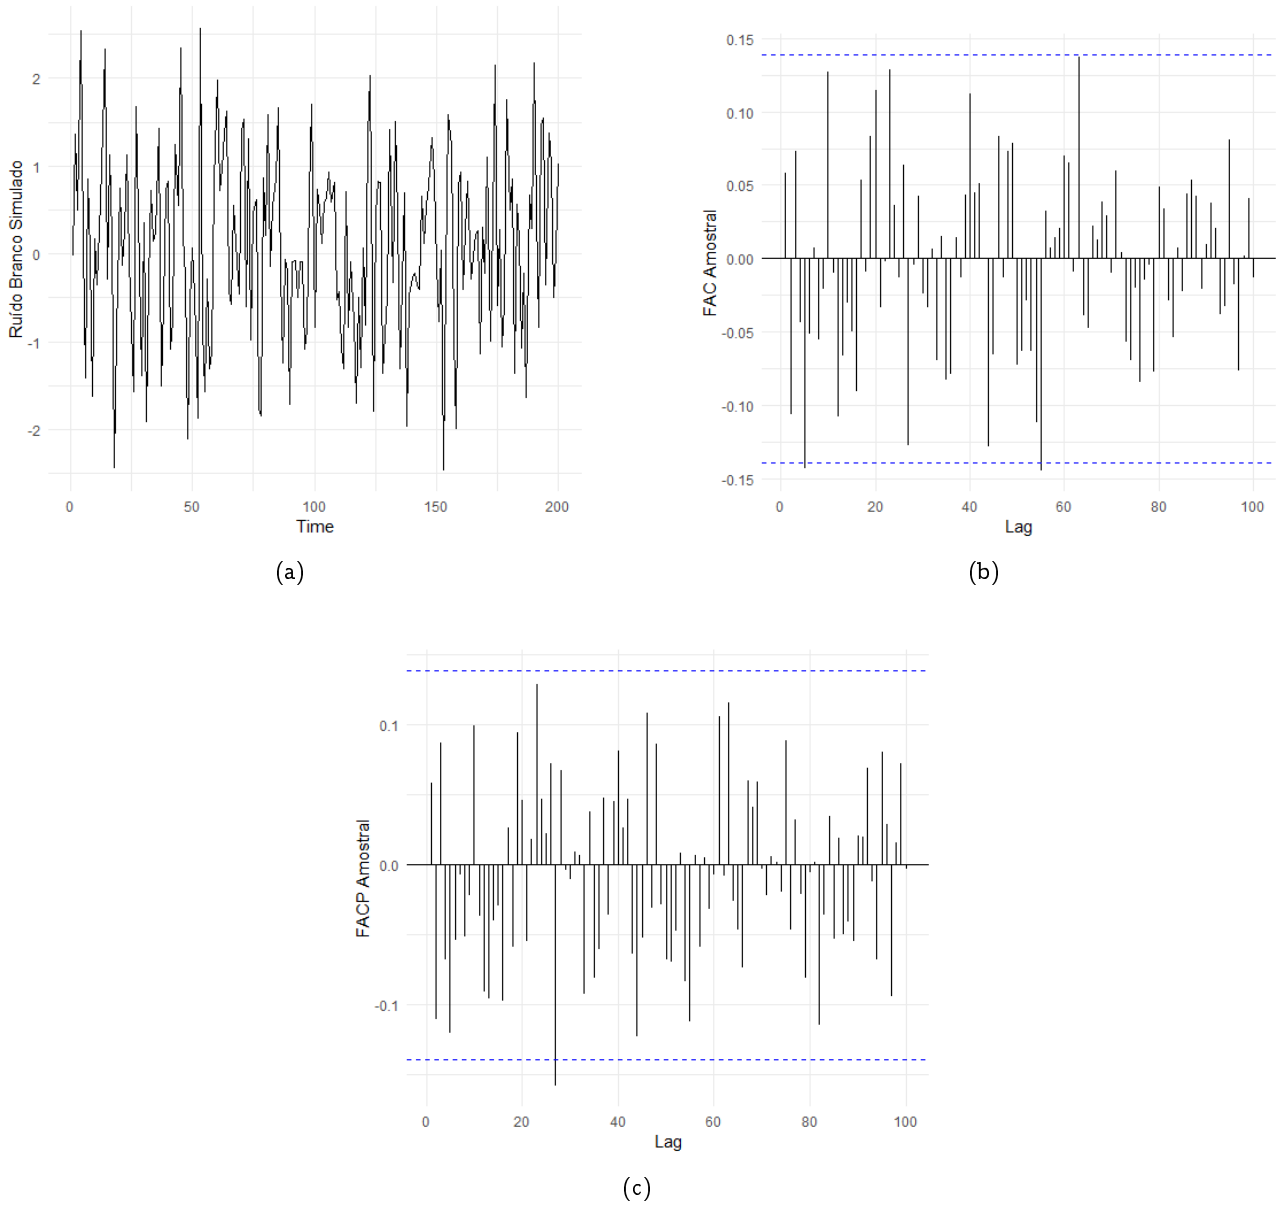 Ruído Branco Simulado
2
1
0
-1
-2
0 50 100 150 200
Time
(a)
FAC Amostral
0.15
0.10
0.05
0.00
-0.05
-0.10
-0.15
0 20 40 60 80 100
Lag
(b)
FACP Amostral
0.1
0.0
-0.1
0 20 40 60 80 100
Lag
(c)